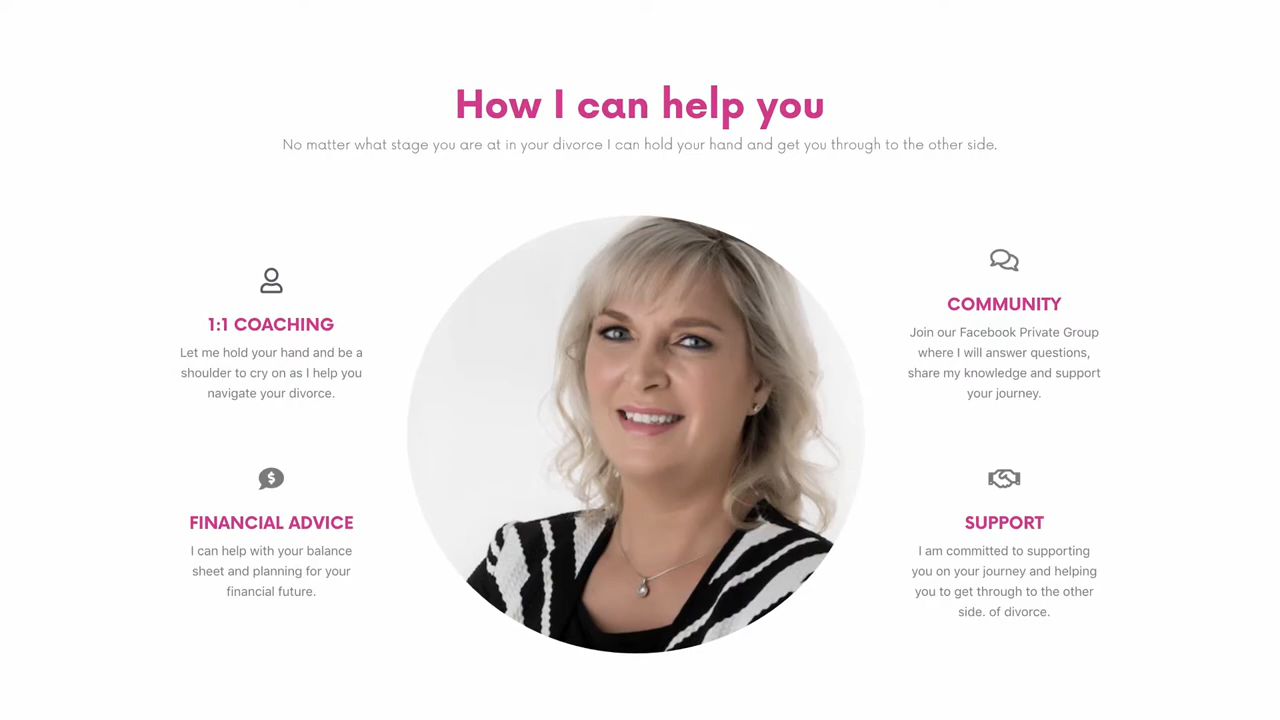 How I can help you
No matter what stage you are at in your divorce I can hold your hand and get you through to the other side.
1:1 COACHING
Let me hold your hand and be a
shoulder to cry on as I help you
navigate your divorce.
FINANCIAL ADVICE
I can help with your balance
sheet and planning for your
financial future.
COMMUNITY
Join our Facebook Private Group
where I will answer questions,
share my knowledge and support
your journey.
SUPPORT
I am committed to supporting
you on your journey and helping
you to get through to the other
side. of divorce.